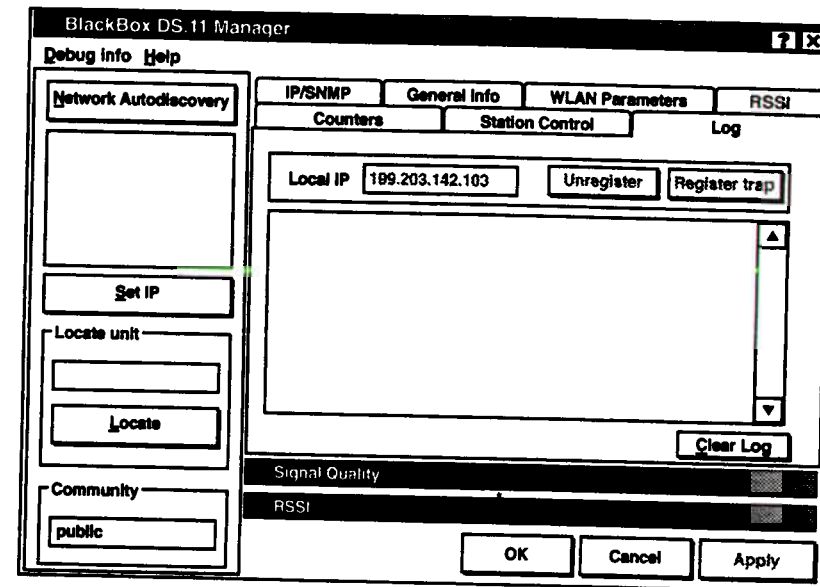 BlackBox DS.11 Manager
Debug info Help
Network Autodiscovery
Set IP
Locate unit
Locate
Community
public
IP/SNMP General Info WLAN Parameters RSSI
Counters Station Control Log
Local IP 199.203.142.103 Unregister Register trap
Clear Log
Signal Quality
RSSI
OK Cancel Apply